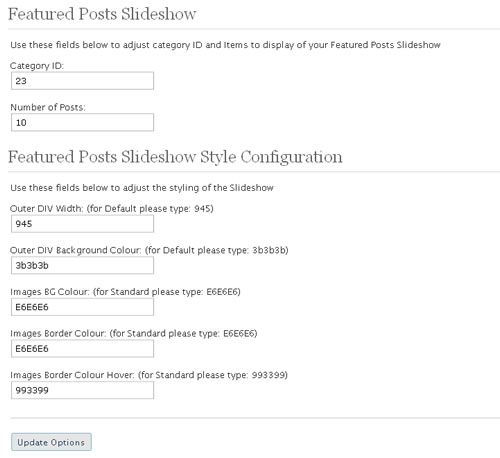 Featured Posts Slideshow
Use these fields below to adjust category ID and Items to display of your Featured Posts Slideshow
Category ID:
23
Number of Posts:
10
Featured Posts Slideshow Style Configuration
Use these fields below to adjust the styling of the Slideshow
Outer DIV Width: (for Default please type: 945)
945
Outer DIV Background Colour: (for Default please type: 3b3b3b)
3b3b3b
Images BG Colour: (for Standard please type: E6E6E6)
E6E6E6
Images Border Colour: (for Standard please type: E6E6E6)
E6E6E6
Images Border Colour Hover: (for Standard please type: 993399)
993399
Update Options